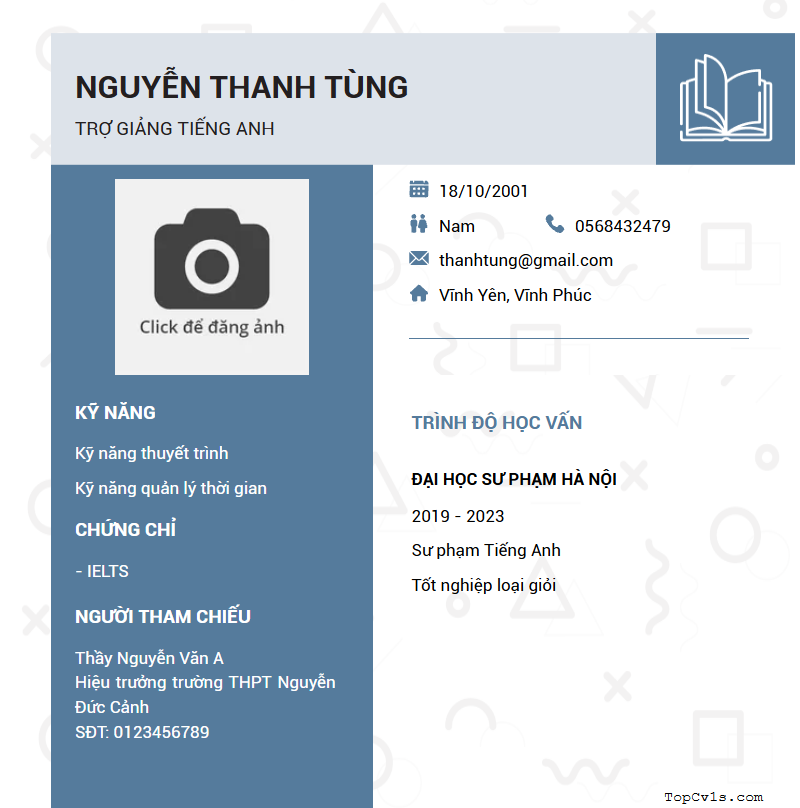 NGUYỄN THANH TÙNG
TRỢ GIẢNG TIẾNG ANH
Click để đăng ảnh
KỸ NĂNG
Kỹ năng thuyết trình
Kỹ năng quản lý thời gian
CHỨNG CHỈ
- IELTS
NGƯỜI THAM CHIẾU
Thầy Nguyễn Văn A
Hiệu trưởng trường THPT Nguyễn
Đức Cảnh
SĐT: 0123456789
18/10/2001
Nam
0568432479
thanhtung@gmail.com
Vĩnh Yên, Vĩnh Phúc
TRÌNH ĐỘ HỌC VẤN
ĐẠI HỌC SƯ PHẠM HÀ NỘI
2019 - 2023
Sư phạm Tiếng Anh
Tốt nghiệp loại giỏi
TopCv1s.com